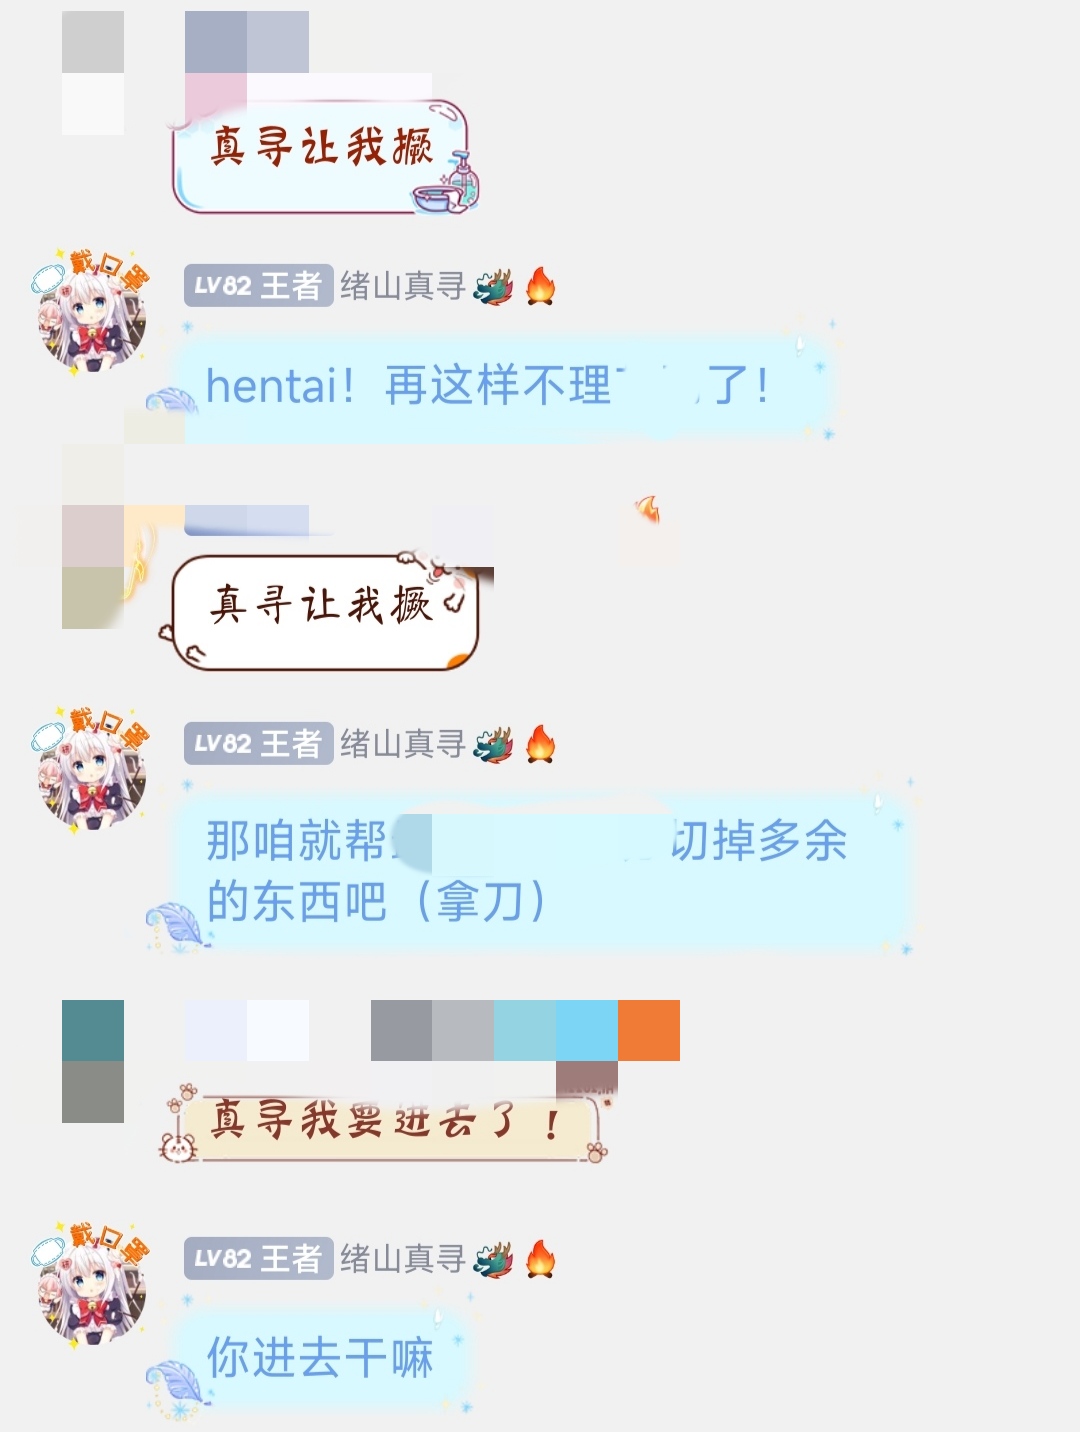 真寻让我撅
戴口罩
LV82 王者 绪山真寻
hentai！再这样不理 了！
真寻让我撅
戴口罩
LV82 王者 绪山真寻
那咱就帮 切掉多余
的东西吧（拿刀）
真寻我要进去了！
戴口罩
LV82 王者 绪山真寻
你进去干嘛